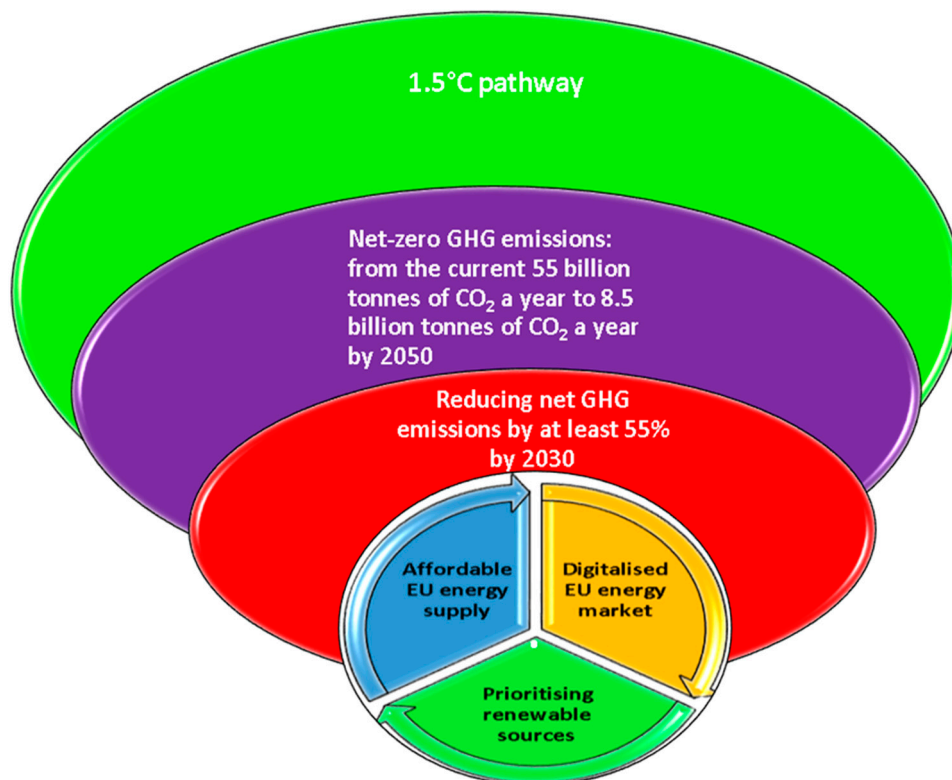 1.5°C pathway
Net-zero GHG emissions:
from the current 55 billion
tonnes of CO₂ a year to 8.5
billion tonnes of CO₂ a year
by 2050
Reducing net GHG
emissions by at least 55%
by 2030
Affordable
EU energy
supply
Digitalised
EU energy
market
Prioritising
renewable
sources